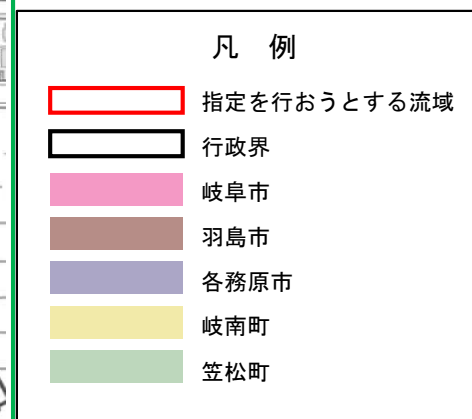 凡 例
指定を行おうとする流域
行政界
岐阜市
羽島市
各務原市
岐南町
笠松町